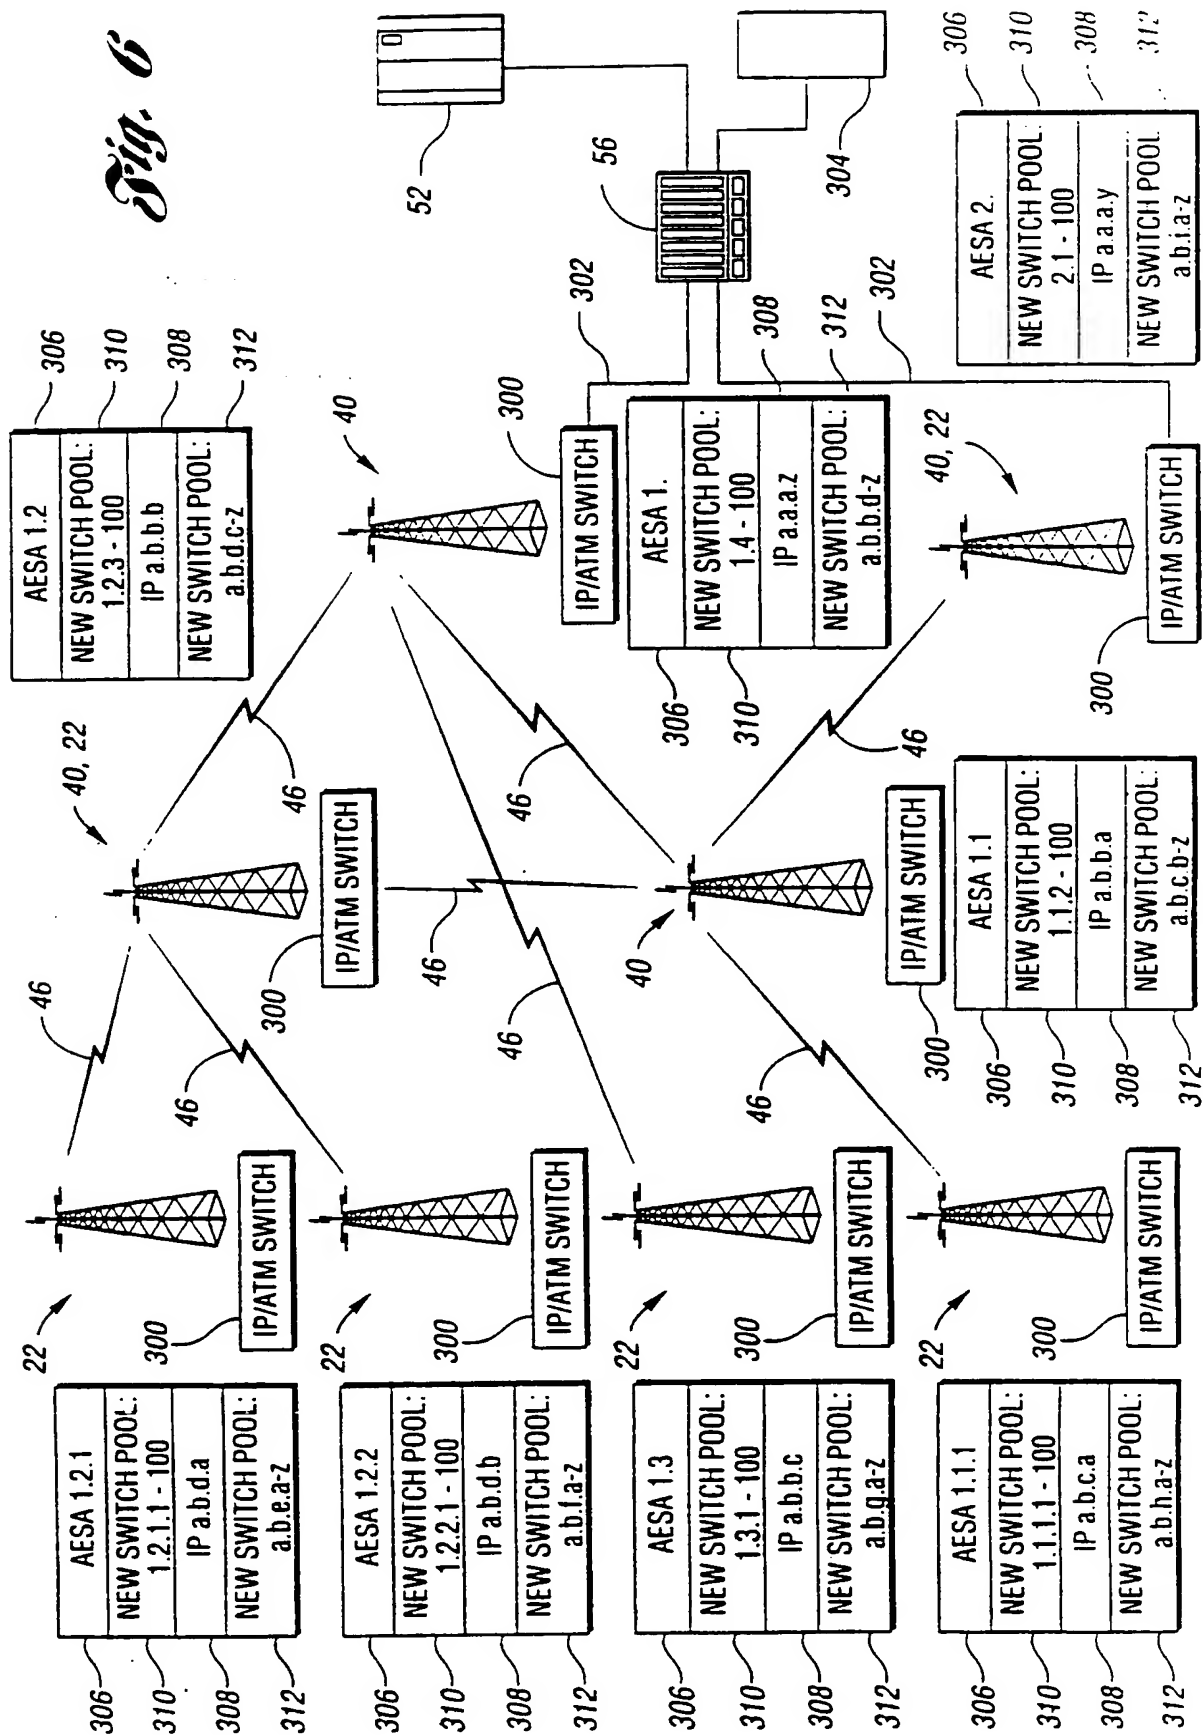 Fig. 6
306
310
308
312
AESA 1.2.1
NEW SWITCH POOL:
1.2.1.1 - 100
IP a.b.d.a
NEW SWITCH POOL:
a.b.e.a-z
22
300
IP/ATM SWITCH
46
46
306
310
308
312
AESA 1.2.2
NEW SWITCH POOL:
1.2.2.1 - 100
IP a.b.d.b
NEW SWITCH POOL:
a.b.f.a-z
22
300
IP/ATM SWITCH
306
310
308
312
AESA 1.3
NEW SWITCH POOL:
1.3.1 - 100
IP a.b.b.c
NEW SWITCH POOL:
a.b.g.a-z
22
300
IP/ATM SWITCH
46
306
310
308
312
AESA 1.1.1
NEW SWITCH POOL:
1.1.1.1 - 100
IP a.b.c.a
NEW SWITCH POOL:
a.b.h.a-z
22
300
IP/ATM SWITCH
46
40, 22
300
IP/ATM SWITCH
46
46
AESA 1.2
NEW SWITCH POOL:
1.2.3 - 100
IP a.b.b.b
NEW SWITCH POOL:
a.b.d.c-z
306
310
308
312
46
40
300
IP/ATM SWITCH
306
310
308
312
AESA 1.1
NEW SWITCH POOL:
1.1.2 - 100
IP a.b.b.a
NEW SWITCH POOL:
a.b.c.b-z
40
300
IP/ATM SWITCH
302
306
310
AESA 1.
NEW SWITCH POOL:
1.4 - 100
IP a.a.a.z
NEW SWITCH POOL:
a.b.b.d-z
308
312
46
40, 22
300
IP/ATM SWITCH
302
52
56
304
AESA 2.
NEW SWITCH POOL:
2.1 - 100
IP a.a.a.y
NEW SWITCH POOL:
a.b.i.a-z
306
310
308
312